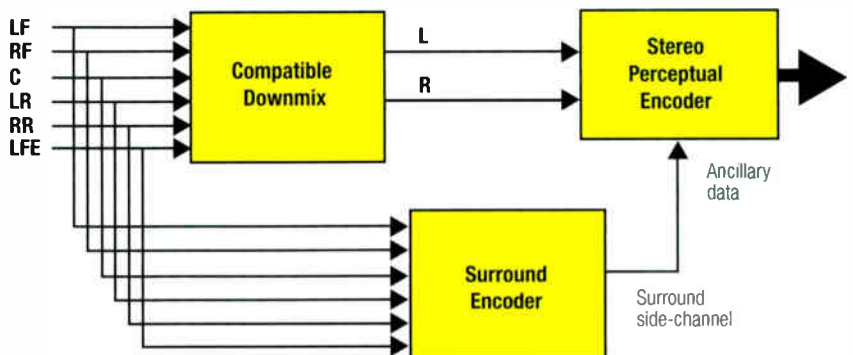 LF
RF
C
LR
RR
LFE
Compatible
Downmix
L
R
Stereo
Perceptual
Encoder
Ancillary
data
Surround
Encoder
Surround
side-channel